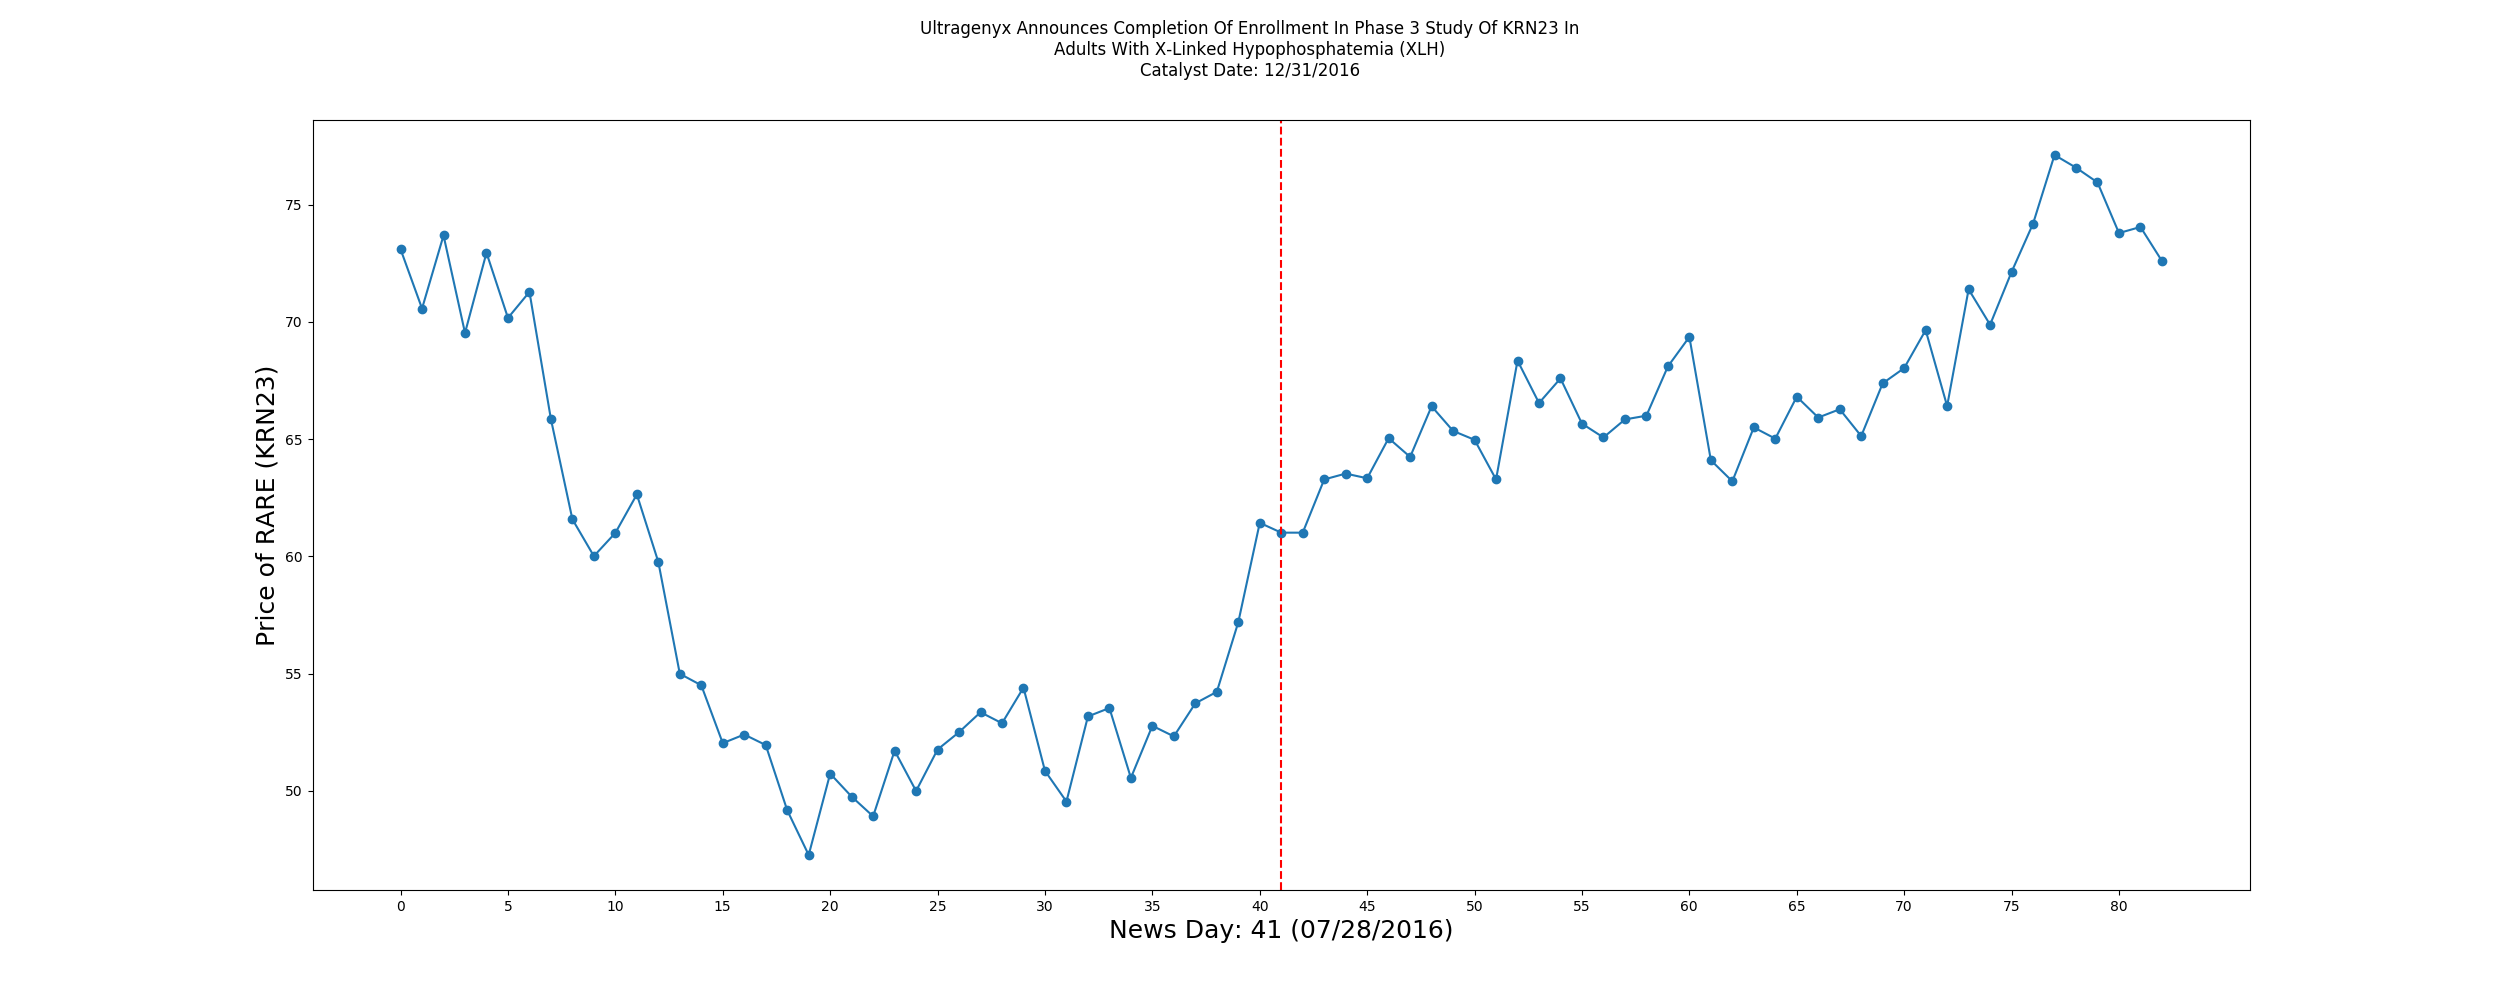 Ultragenyx Announces Completion Of Enrollment In Phase 3 Study Of KRN23 In
Adults With X-Linked Hypophosphatemia (XLH)
Catalyst Date: 12/31/2016
Price of RARE (KRN23)
75
70
65
60
55
50
0 5 10 15 20 25 30 35 40 45 50 55 60 65 70 75 80
News Day: 41 (07/28/2016)